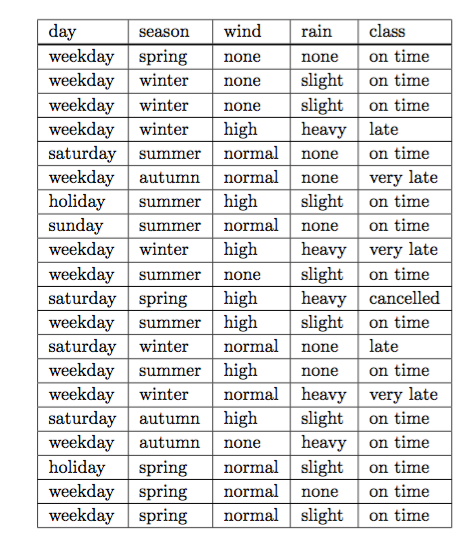 day season wind rain class
weekday spring none none on time
weekday winter none slight on time
weekday winter none slight on time
weekday winter high heavy late
saturday summer normal none on time
weekday autumn normal none very late
holiday summer high slight on time
sunday summer normal none on time
weekday winter high heavy very late
weekday summer none slight on time
saturday spring high heavy cancelled
weekday summer high slight on time
saturday winter normal none late
weekday summer high none on time
weekday winter normal heavy very late
saturday autumn high slight on time
weekday autumn none heavy on time
holiday spring normal slight on time
weekday spring normal none on time
weekday spring normal slight on time